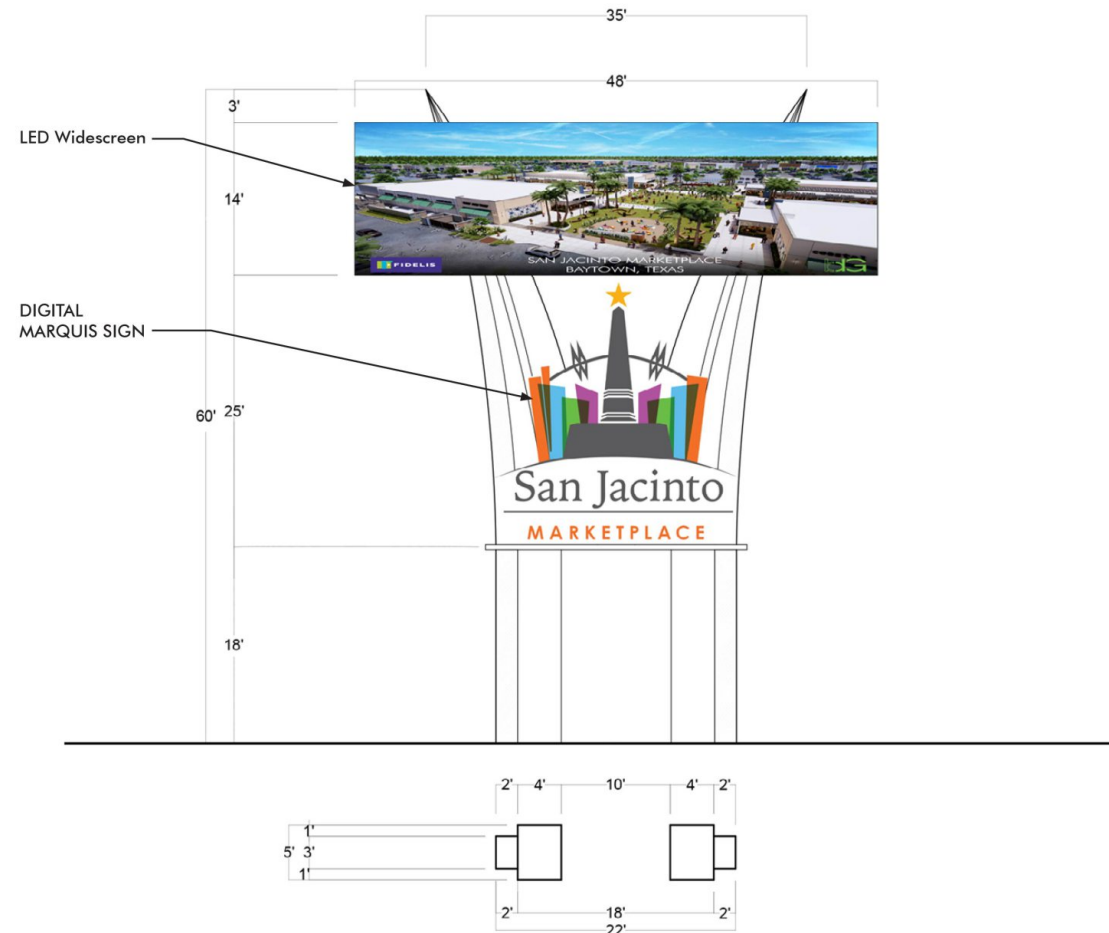 35'
48'
3'
LED Widescreen
14'
FIDELIS
SAN JACINTO MARKETPLACE
BAYTOWN, TEXAS
DIGITAL
MARQUIS SIGN
60' 25'
San Jacinto
MARKETPLACE
18'
2' 4' 10' 4' 2'
1'
5' 3'
1'
2' 18' 2'
22'